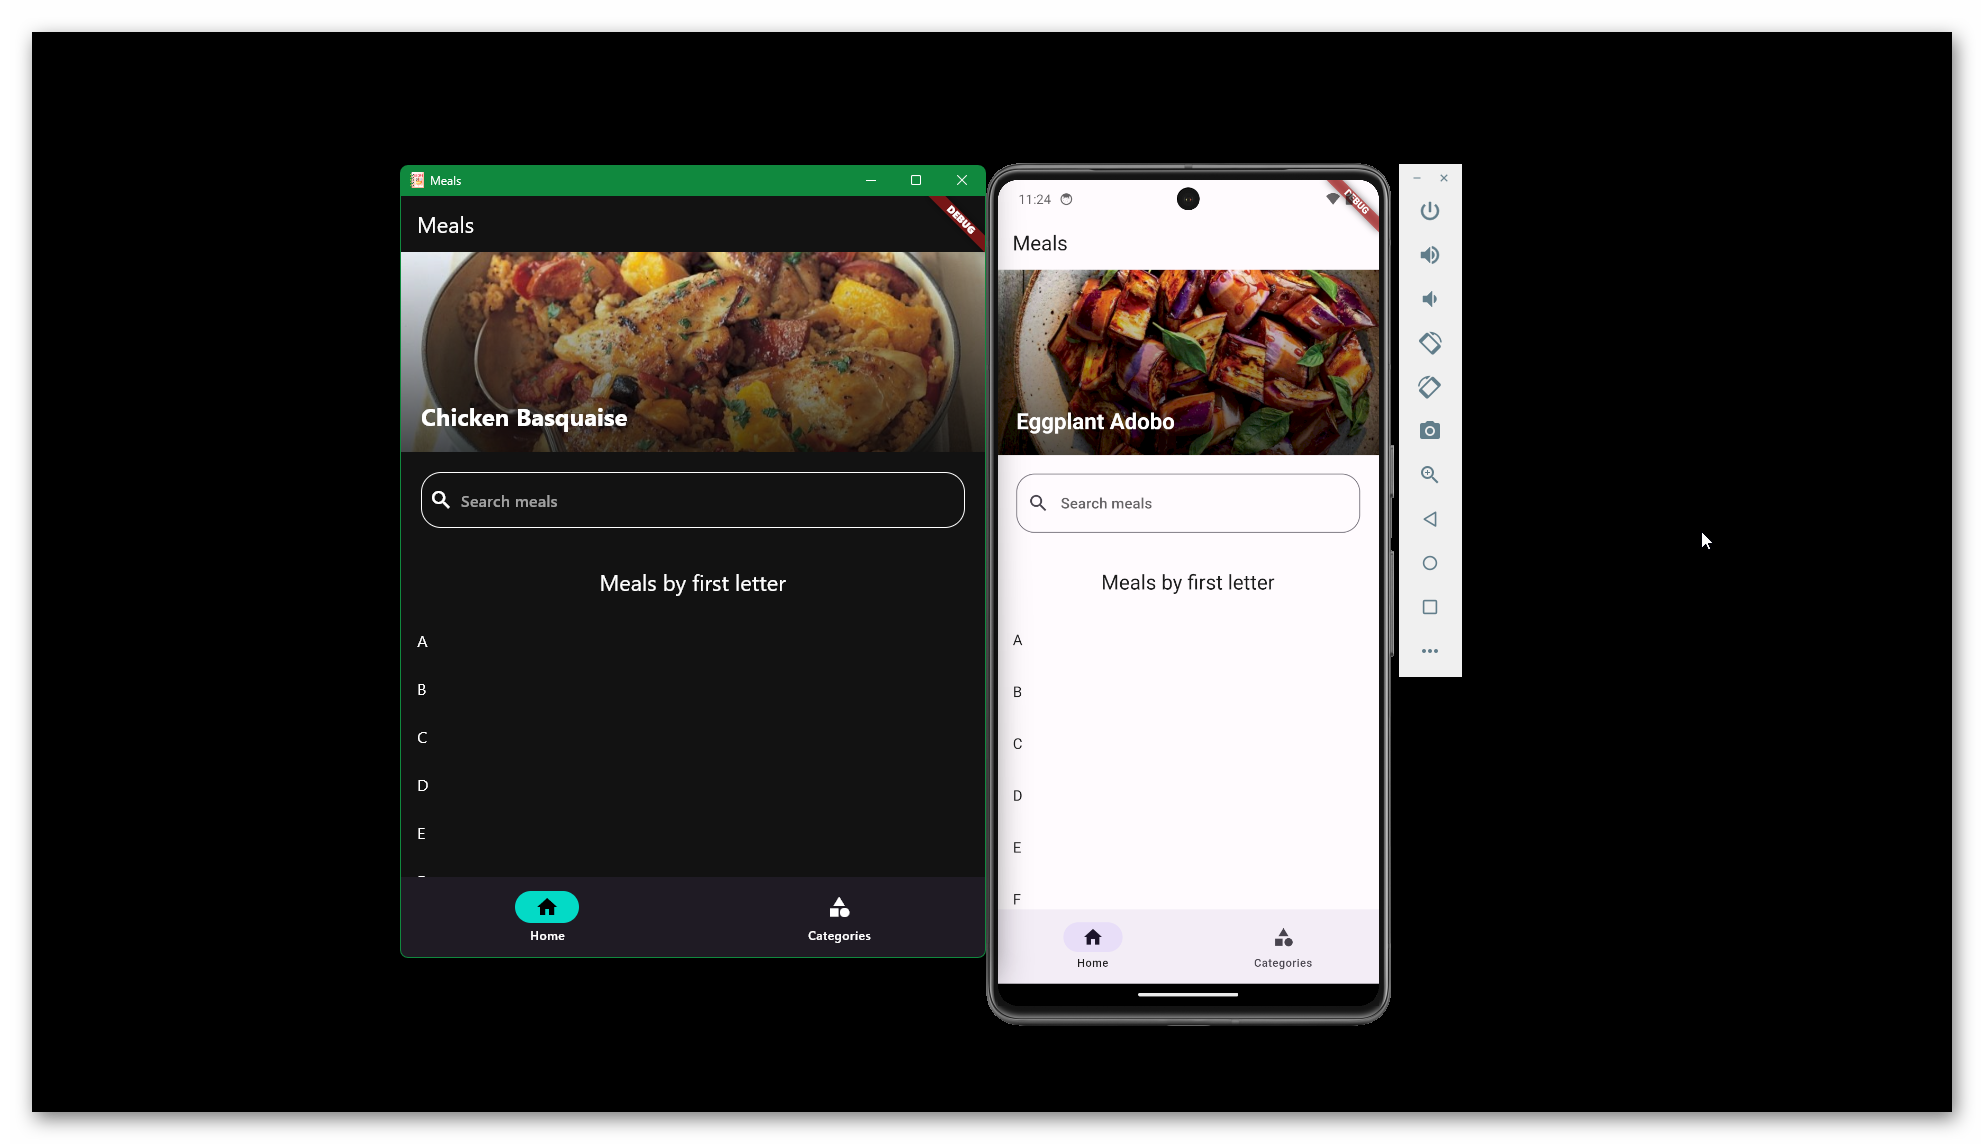 Meals
Meals
DEBUG
Chicken Basquaise
Search meals
Meals by first letter
A
B
C
D
E
Home
Categories
11:24
DEBUG
Meals
Eggplant Adobo
Search meals
Meals by first letter
A
B
C
D
E
F
Home
Categories